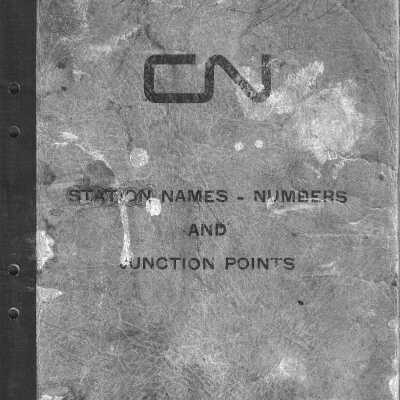 CN
STATION NAMES - NUMBERS
AND
JUNCTION POINTS